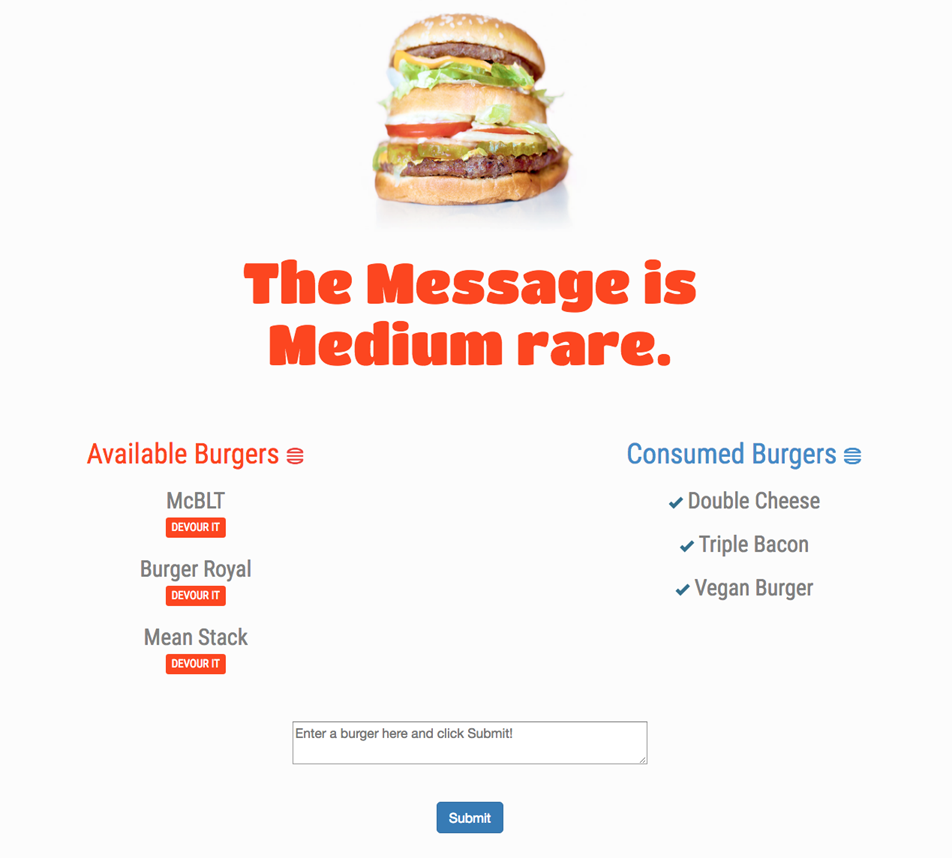 The Message is
Medium rare.
Available Burgers
McBLT
DEVOUR IT
Burger Royal
DEVOUR IT
Mean Stack
DEVOUR IT
Consumed Burgers
Double Cheese
Triple Bacon
Vegan Burger
Enter a burger here and click Submit!
Submit